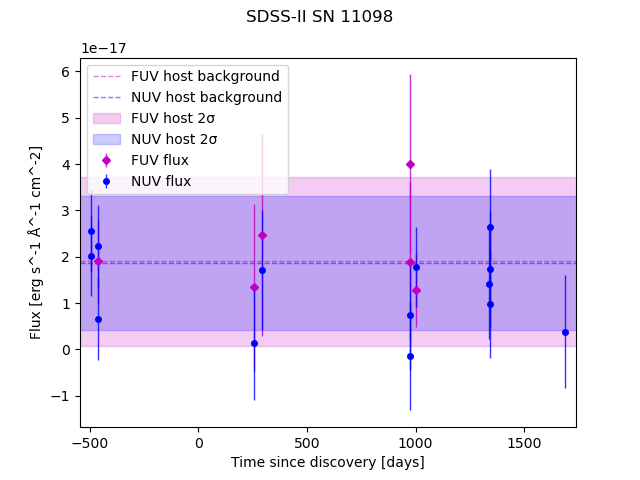 SDSS-II SN 11098
1e−17
FUV host background
NUV host background
FUV host 2σ
NUV host 2σ
FUV flux
NUV flux
6
5
4
3
2
1
0
−1
Flux [erg s^-1 Å^-1 cm^-2]
−500
0
500
1000
1500
Time since discovery [days]